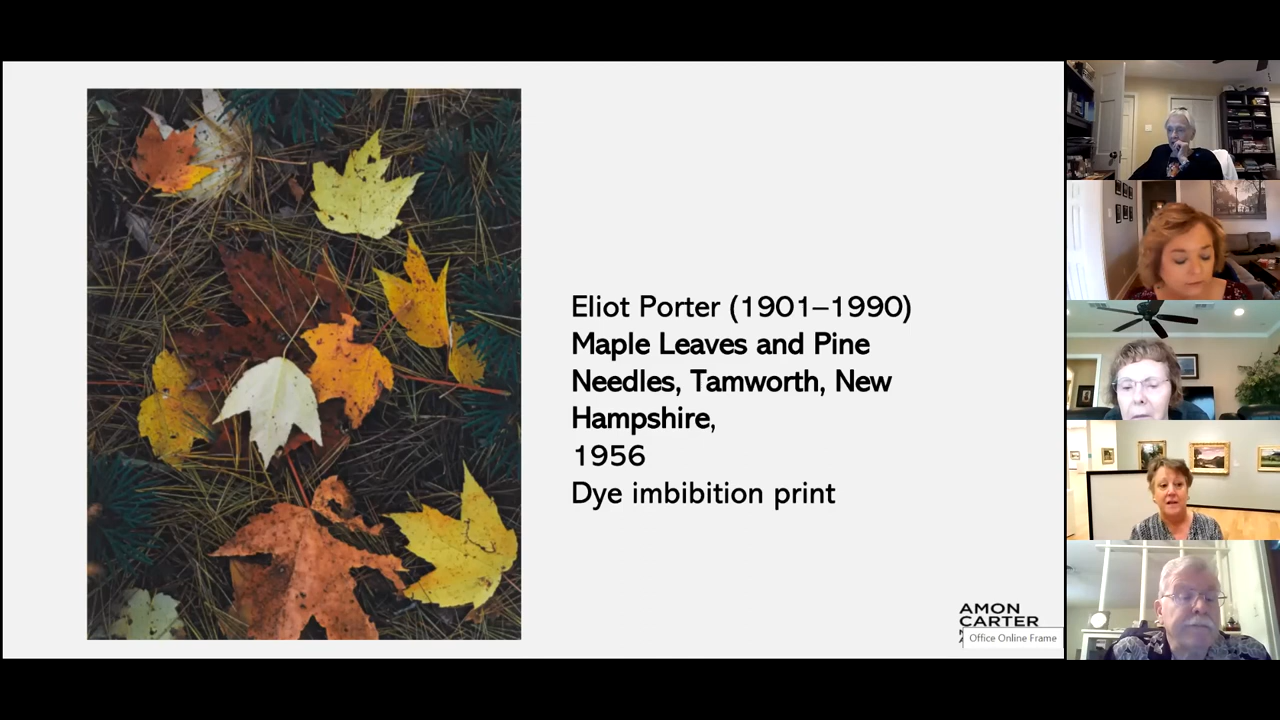 Eliot Porter (1901–1990)
Maple Leaves and Pine
Needles, Tamworth, New
Hampshire,
1956
Dye imbibition print
AMON
CARTER
Office Online Frame